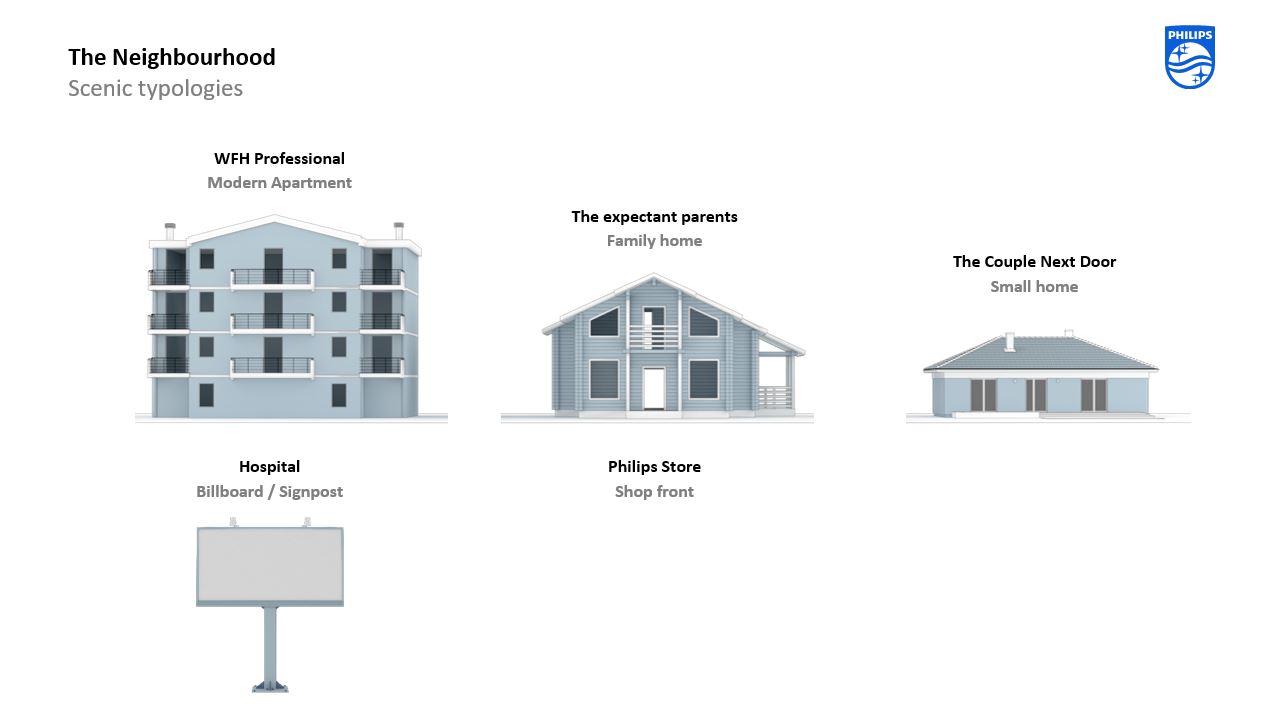 The Neighbourhood
Scenic typologies
PHILIPS
WFH Professional
Modern Apartment
The expectant parents
Family home
The Couple Next Door
Small home
Hospital
Billboard / Signpost
Philips Store
Shop front